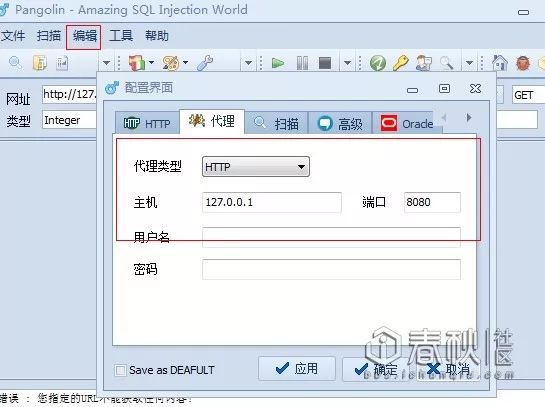 Pangolin - Amazing SQL Injection World
文件 扫描 编辑 工具 帮助
网址 http://127. GET
类型 Integer
配置界面
HTTP 代理 扫描 高级 Oracle
代理类型 HTTP
主机 127.0.0.1 端口 8080
用户名
密码
Save as DEAFULT 应用 确定 取消
春秋
错误 : 您指定的URL不能获取任何内容!